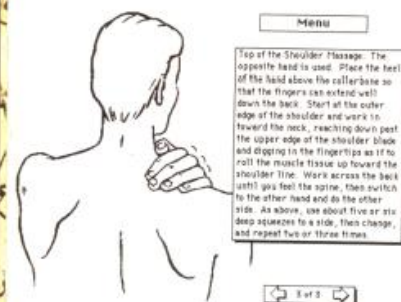 Menu
Top of the Shoulder Massage. The
opposite hand is used. Place the heel
of the hand above the collarbone so
that the fingers can extend well
down the back. Start at the outer
edge of the shoulder and work in
toward the neck, reaching down past
the upper edge of the shoulder blade
and digging in the fingertips as if to
roll the muscle tissue up toward the
shoulder line. Work across the back
until you feel the spine, then switch
to the other hand and do the other
side. As above, use about five or six
deep squeezes to a side, then change,
and repeat two or three times.
3 of 3